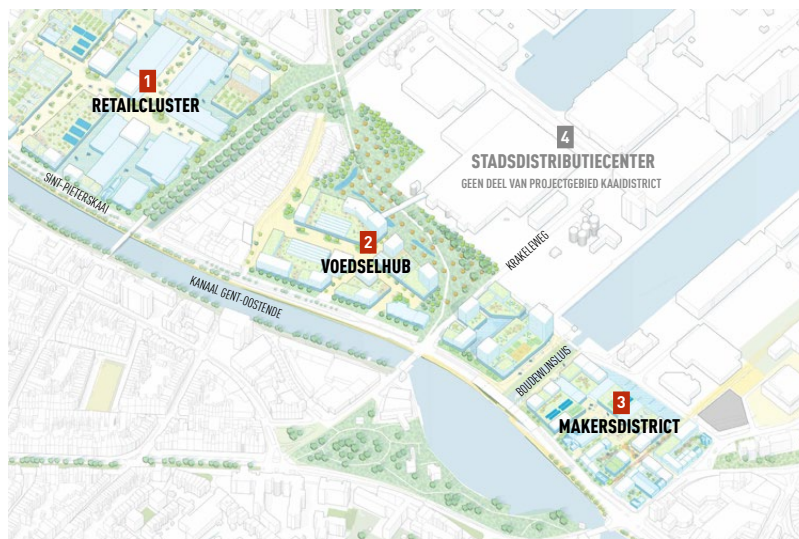 1
RETAILCLUSTER
4
STADSDISTRIBUTIECENTER
GEEN DEEL VAN PROJECTGEBIED KAAIDISTRICT
SINT-PIETERSKAAI
2
VOEDSELHUB
KRAKELEWEG
KANAAL GENT-OOSTENDE
BOUDEWIJNSLUIS
3
MAKERSDISTRICT